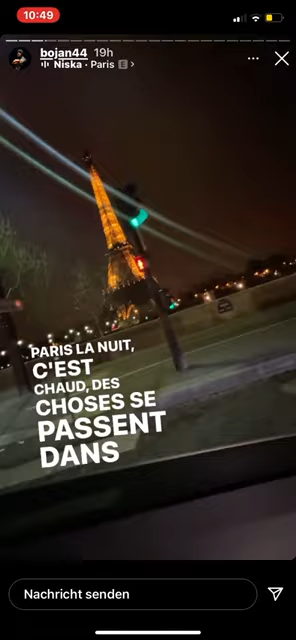 10:49
bojan44 19h
Niska · Paris E >
PARIS LA NUIT,
C'EST
CHAUD, DES
CHOSES SE
PASSENT
DANS
Nachricht senden